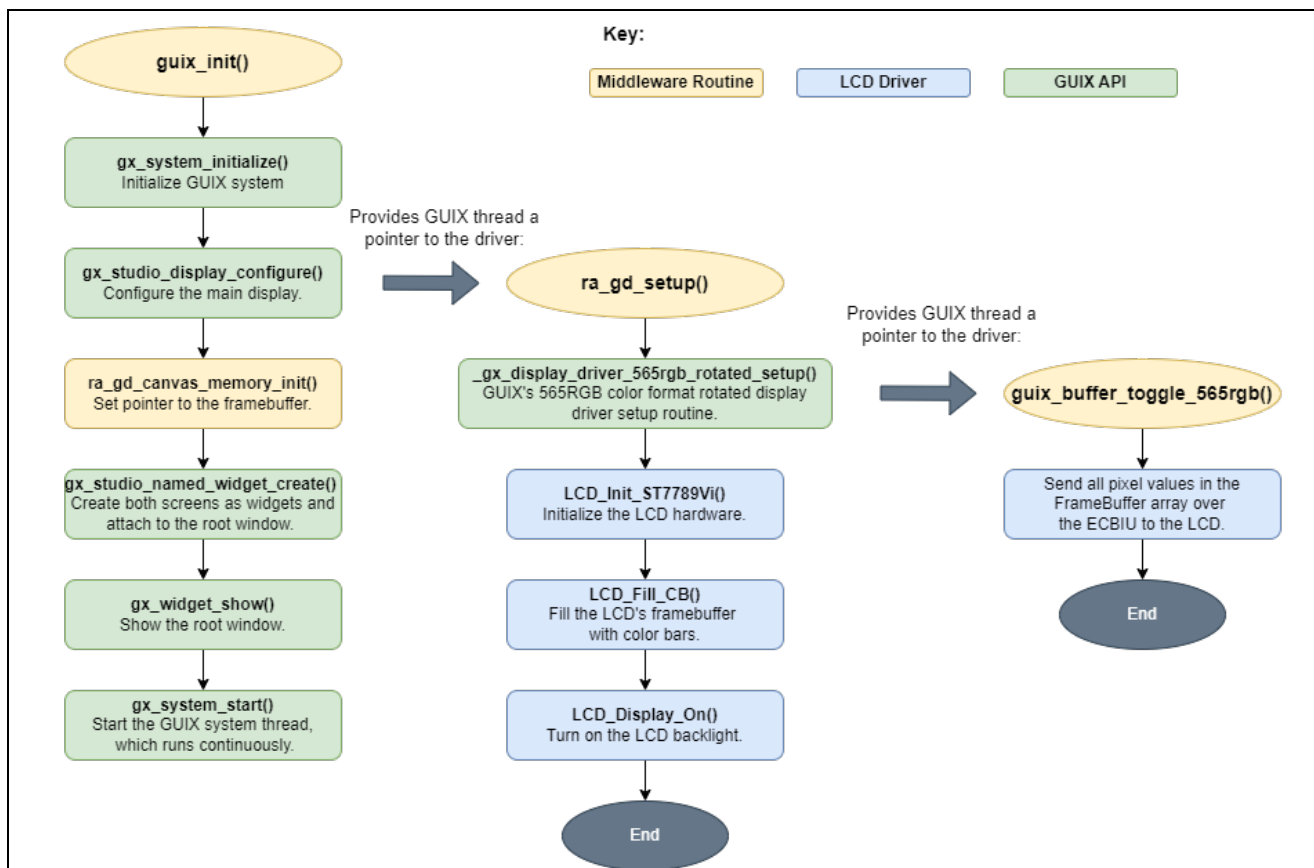 Key:
Middleware Routine
LCD Driver
GUIX API
guix_init()
gx_system_initialize()
Initialize GUIX system
gx_studio_display_configure()
Configure the main display.
ra_gd_canvas_memory_init()
Set pointer to the framebuffer.
gx_studio_named_widget_create()
Create both screens as widgets and
attach to the root window.
gx_widget_show()
Show the root window.
gx_system_start()
Start the GUIX system thread,
which runs continuously.
Provides GUIX thread a
pointer to the driver:
ra_gd_setup()
_gx_display_driver_565rgb_rotated_setup()
GUIX's 565RGB color format rotated display
driver setup routine.
LCD_Init_ST7789Vi()
Initialize the LCD hardware.
LCD_Fill_CB()
Fill the LCD's framebuffer
with color bars.
LCD_Display_On()
Turn on the LCD backlight.
End
Provides GUIX thread a
pointer to the driver:
guix_buffer_toggle_565rgb()
Send all pixel values in the
FrameBuffer array over
the ECBIU to the LCD.
End